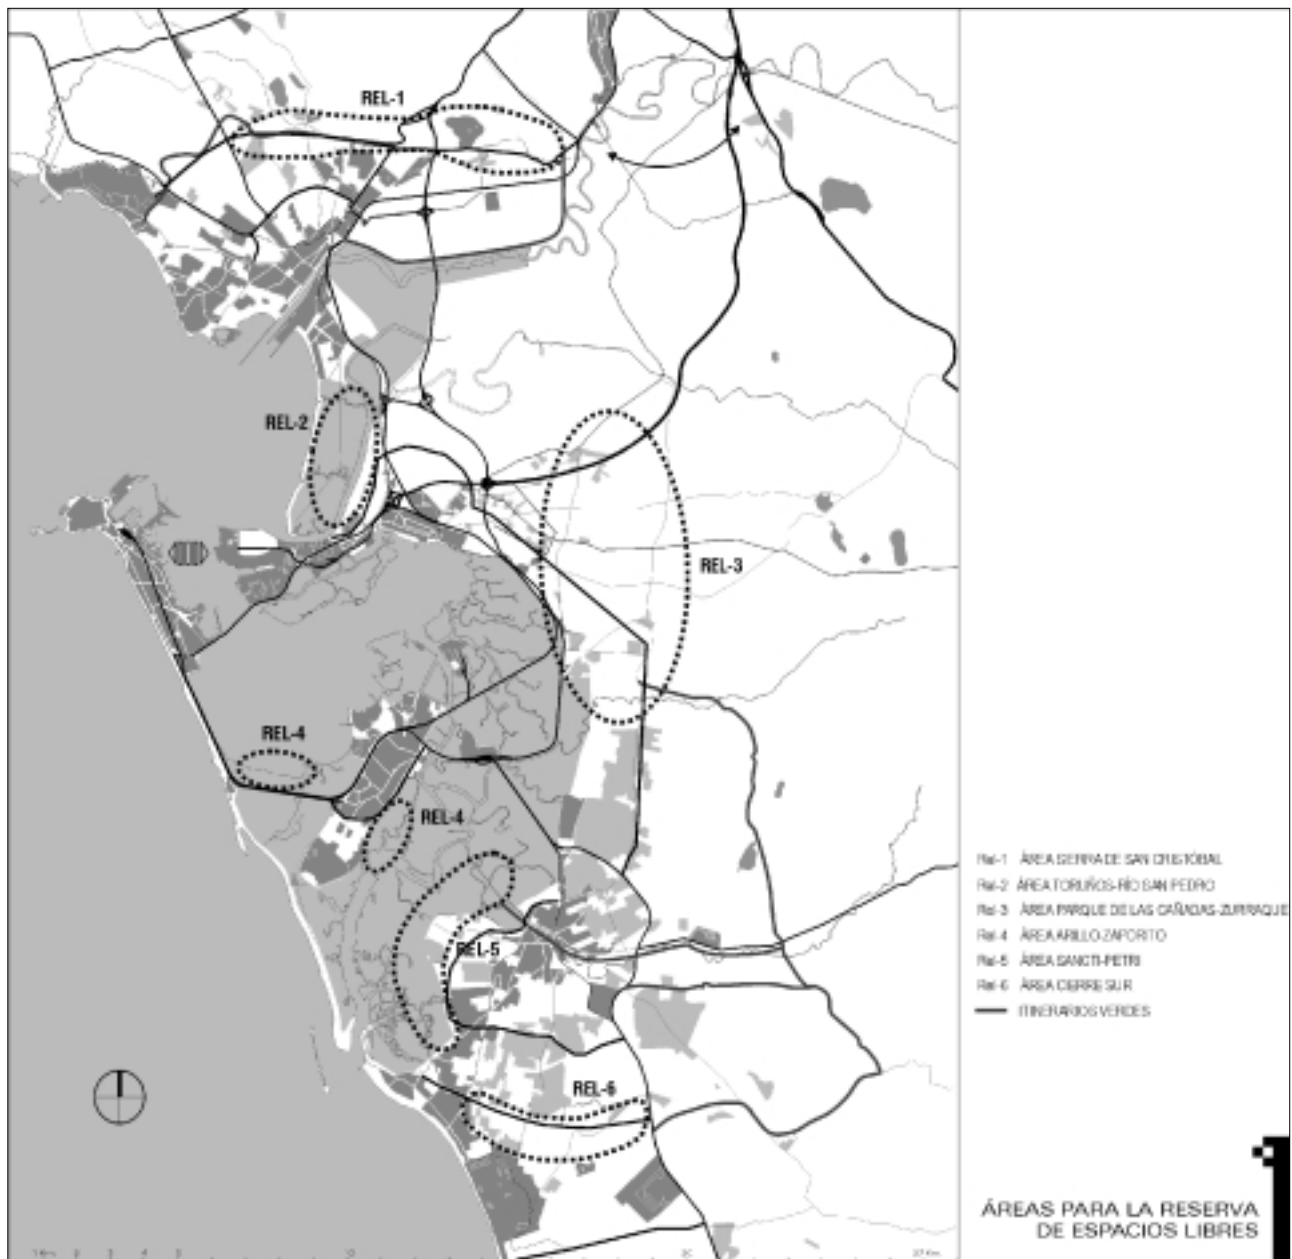 REL-1
REL-2
REL-3
REL-4
REL-4
REL-5
REL-6
Rel-1 ÁREA SIERRA DE SAN CRISTÓBAL
Rel-2 ÁREA TORUÑOS-RÍO SAN PEDRO
Rel-3 ÁREA PARQUE DE LAS CAÑADAS-ZURRAQUE
Rel-4 ÁREA ARILLO-ZAPORITO
Rel-5 ÁREA SANCTI-PETRI
Rel-6 ÁREA CIERRE SUR
ITINERARIOS VERDES
ÁREAS PARA LA RESERVA
DE ESPACIOS LIBRES